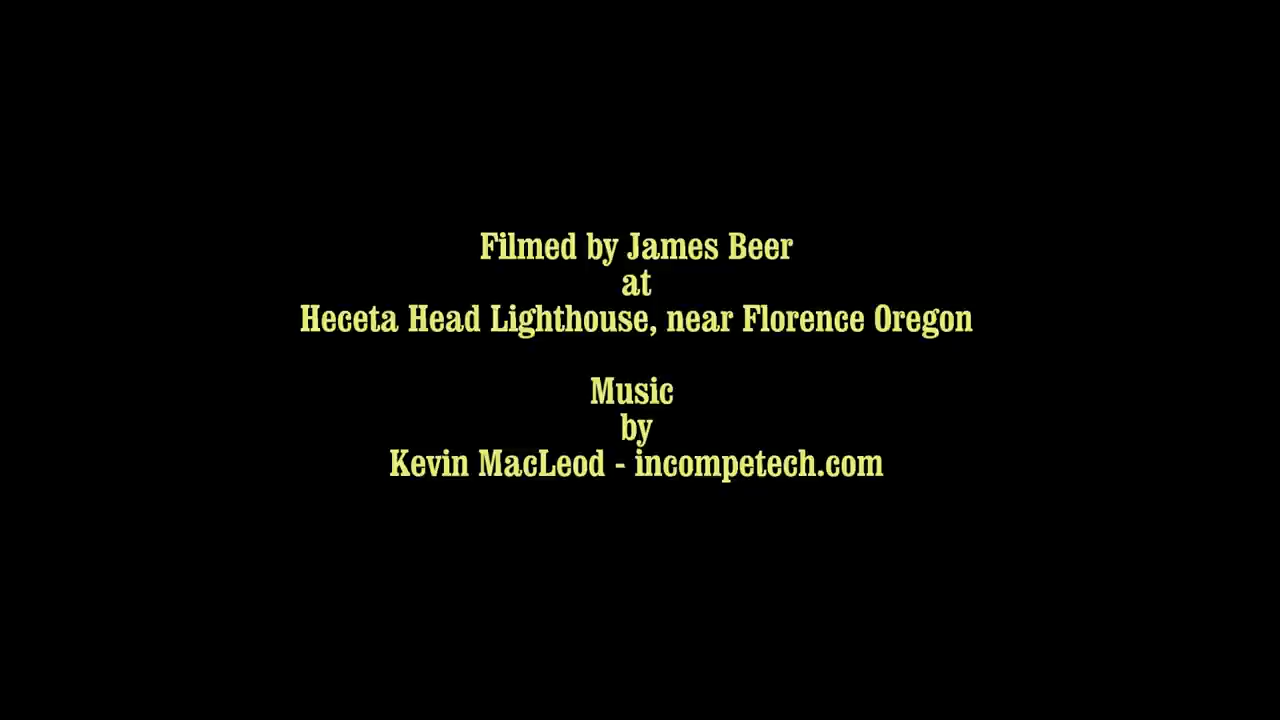 Filmed by James Beer
at
Heceta Head Lighthouse, near Florence Oregon
Music
by
Kevin MacLeod - incompetech.com